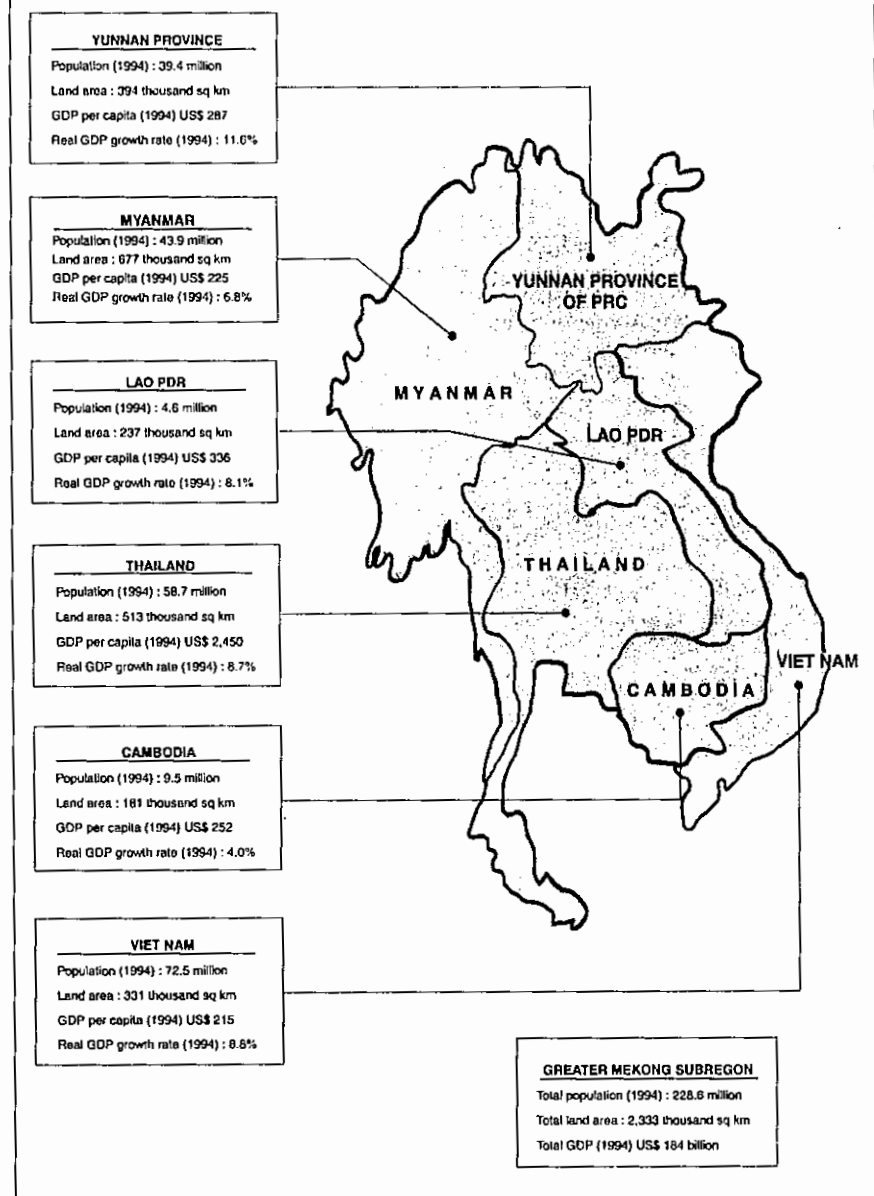 YUNNAN PROVINCE
Population (1994) : 39.4 million
Land area : 394 thousand sq km
GDP per capita (1994) US$ 287
Real GDP growth rate (1994) : 11.6%
MYANMAR
Population (1994) : 43.9 million
Land area : 677 thousand sq km
GDP per capita (1994) US$ 225
Real GDP growth rate (1994) : 6.8%
LAO PDR
Population (1994) : 4.6 million
Land area : 237 thousand sq km
GDP per capita (1994) US$ 336
Real GDP growth rate (1994) : 8.1%
THAILAND
Population (1994) : 58.7 million
Land area : 513 thousand sq km
GDP per capita (1994) US$ 2,450
Real GDP growth rate (1994) : 8.7%
CAMBODIA
Population (1994) : 9.5 million
Land area : 181 thousand sq km
GDP per capita (1994) US$ 252
Real GDP growth rate (1994) : 4.0%
VIET NAM
Population (1994) : 72.5 million
Land area : 331 thousand sq km
GDP per capita (1994) US$ 215
Real GDP growth rate (1994) : 8.8%
YUNNAN PROVINCE
OF PRC
MYANMAR
LAO PDR
THAILAND
VIET NAM
CAMBODIA
GREATER MEKONG SUBREGON
Total population (1994) : 228.6 million
Total land area : 2,333 thousand sq km
Total GDP (1994) US$ 184 billion